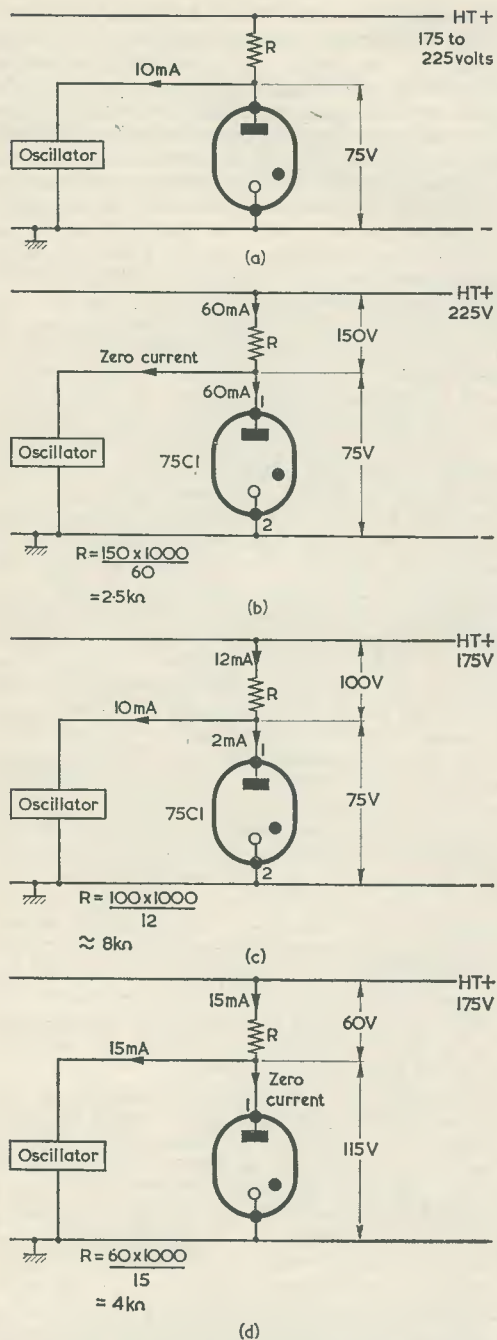 HT+
175 to
225 volts
R
10mA
Oscillator
75V
(a)
HT+
225V
60mA
150V
R
Zero current
60mA
1
Oscillator
75C1
75V
2
R = 150 x 1000
60
= 2·5kΩ
(b)
HT+
175V
12mA
100V
R
10mA
2mA
1
Oscillator
75C1
75V
2
R = 100 x 1000
12
≈ 8kΩ
(c)
HT+
175V
15mA
60V
R
15mA
Zero
current
1
Oscillator
115V
R = 60 x 1000
15
= 4kΩ
(d)